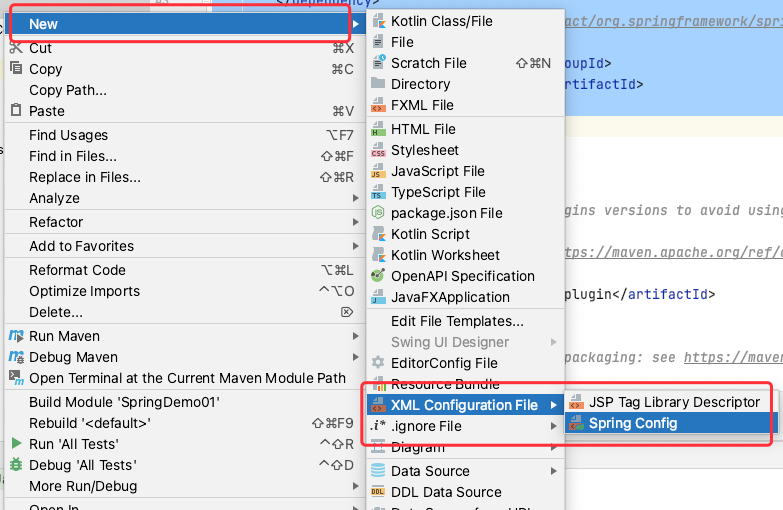 </dependency>
New
Cut ⌘X
Copy ⌘C
Copy Path...
Paste ⌘V
Find Usages ⌥F7
Find in Files... ⇧⌘F
Replace in Files... ⇧⌘R
Analyze
Refactor
Add to Favorites
Reformat Code ⌥⌘L
Optimize Imports ^⌥O
Delete... ⌦
Run Maven
Debug Maven
Open Terminal at the Current Maven Module Path
Build Module 'SpringDemo01'
Rebuild '<default>' ⇧⌘F9
Run 'All Tests' ^⇧R
Debug 'All Tests' ^⇧D
More Run/Debug
Open In
Kotlin Class/File
File
Scratch File ⇧⌘N
Directory
FXML File
HTML File
Stylesheet
JavaScript File
TypeScript File
package.json File
Kotlin Script
Kotlin Worksheet
OpenAPI Specification
JavaFXApplication
Edit File Templates...
Swing UI Designer
EditorConfig File
Resource Bundle
XML Configuration File
.ignore File
Diagram
Data Source
DDL Data Source
JSP Tag Library Descriptor
Spring Config
act/org.springframework/spri
oupId>
rtifactId>
gins versions to avoid using
tps://maven.apache.org/ref/
plugin</artifactId>
packaging: see https://mave